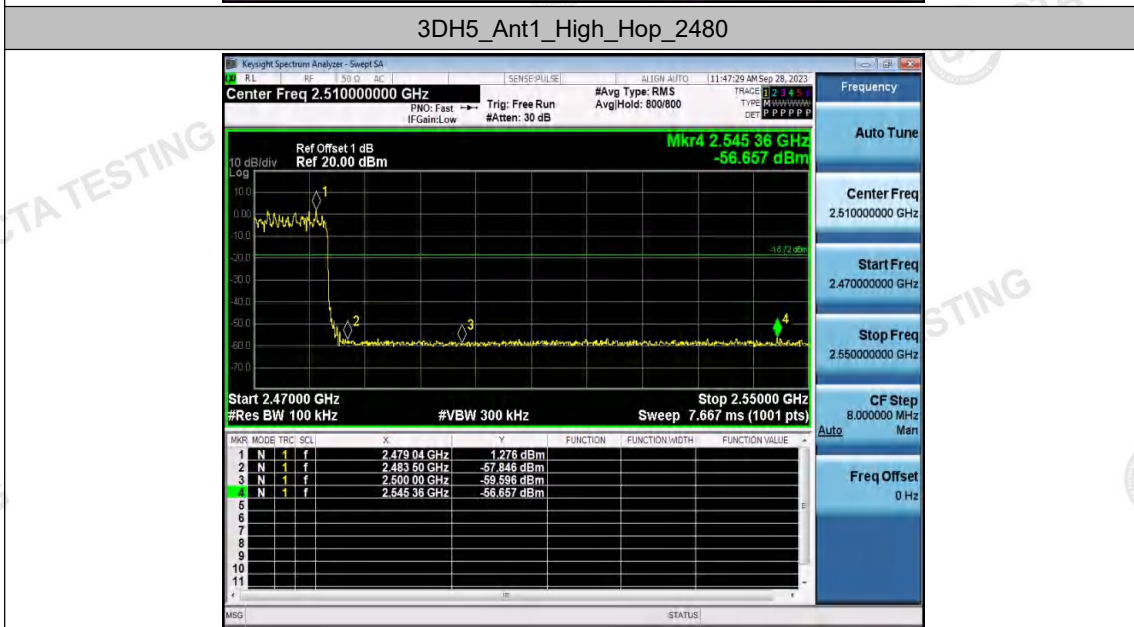 3DH5_Ant1_High_Hop_2480
Keysight Spectrum Analyzer - Swept SA
RL RF 50 Ω AC SENSE:PULSE ALIGN AUTO 11:47:29 AM Sep 28, 2023
Center Freq 2.510000000 GHz
PNO: Fast
IFGain:Low
Trig: Free Run
#Atten: 30 dB
#Avg Type: RMS
Avg|Hold: 800/800
TRACE 1 2 3 4 5 6
TYPE M WWWWW
DET P P P P P P
Frequency
Auto Tune
Center Freq
2.510000000 GHz
Start Freq
2.470000000 GHz
Stop Freq
2.550000000 GHz
CF Step
8.000000 MHz
Auto Man
Freq Offset
0 Hz
Ref Offset 1 dB
10 dB/div Ref 20.00 dBm
Log
Mkr4 2.545 36 GHz
-56.657 dBm
10.0
0.00
-10.0
-20.0
-30.0
-40.0
-50.0
-60.0
-70.0
1
2
3
4
-18.72 dBm
Start 2.47000 GHz Stop 2.55000 GHz
#Res BW 100 kHz #VBW 300 kHz Sweep 7.667 ms (1001 pts)
MKR MODE TRC SCL X Y FUNCTION FUNCTION WIDTH FUNCTION VALUE
1 N 1 f 2.479 04 GHz 1.276 dBm
2 N 1 f 2.483 50 GHz -57.846 dBm
3 N 1 f 2.500 00 GHz -59.596 dBm
4 N 1 f 2.545 36 GHz -56.657 dBm
5
6
7
8
9
10
11
MSG STATUS
CTA TESTING
STING